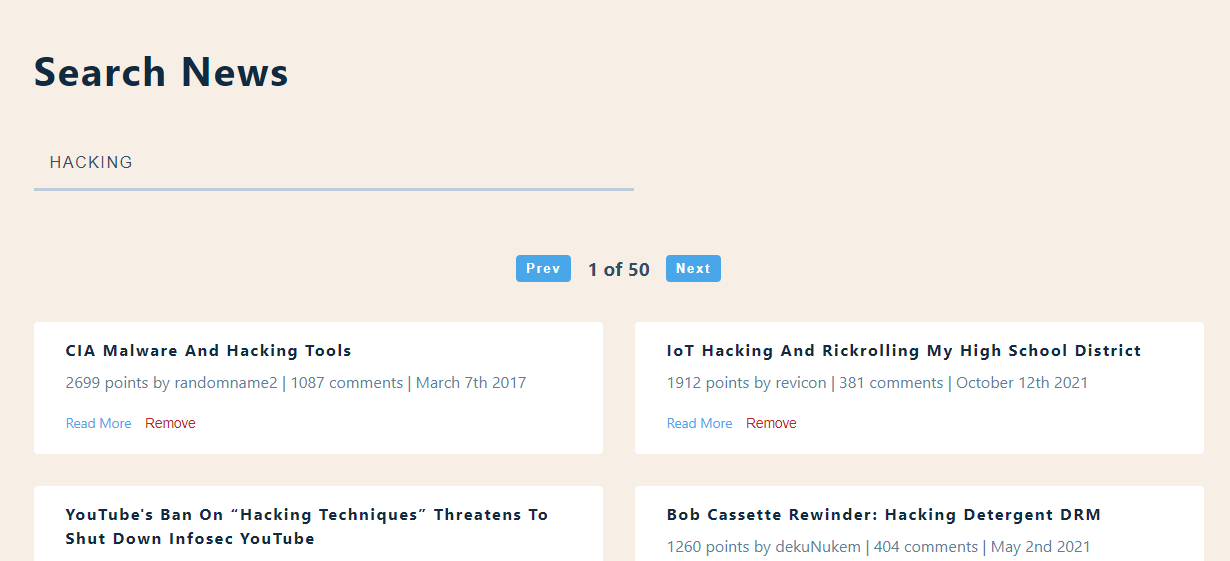 Search News
HACKING
Prev 1 of 50 Next
CIA Malware And Hacking Tools
2699 points by randomname2 | 1087 comments | March 7th 2017
Read More Remove
IoT Hacking And Rickrolling My High School District
1912 points by revicon | 381 comments | October 12th 2021
Read More Remove
YouTube's Ban On “Hacking Techniques” Threatens To
Shut Down Infosec YouTube
Bob Cassette Rewinder: Hacking Detergent DRM
1260 points by dekuNukem | 404 comments | May 2nd 2021